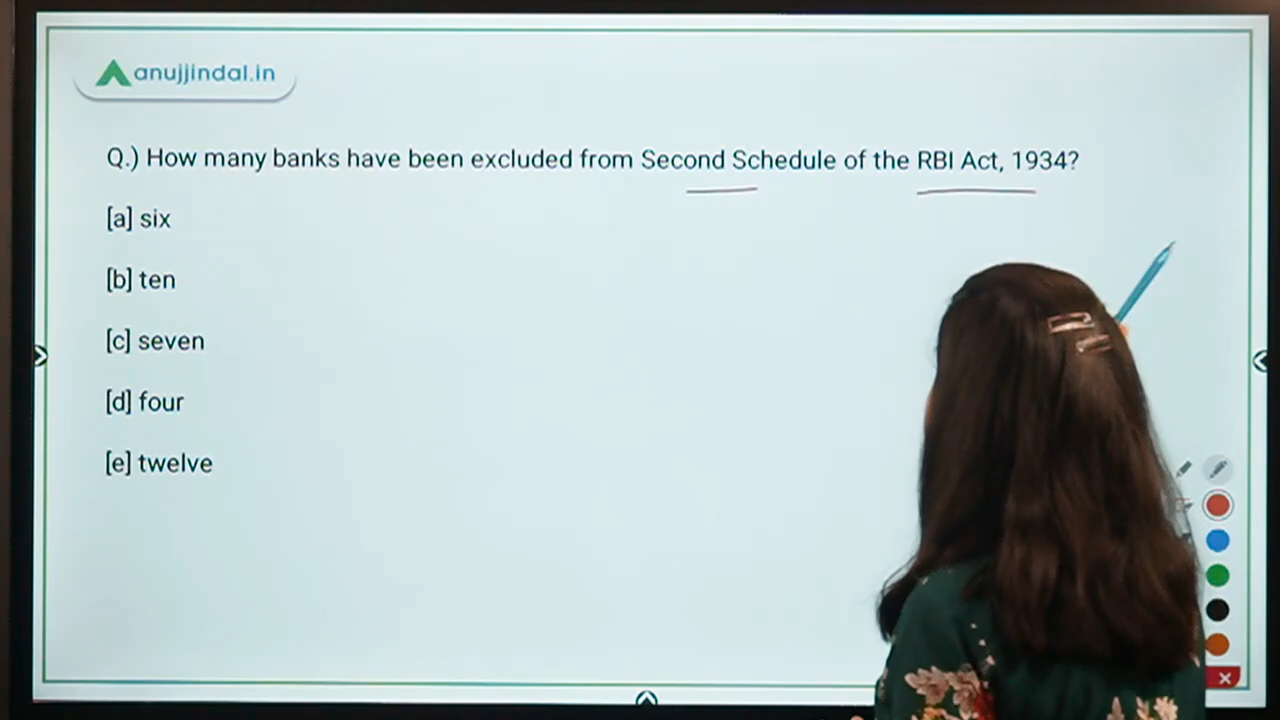 anujjindal.in
Q.) How many banks have been excluded from Second Schedule of the RBI Act, 1934?
[a] six
[b] ten
[c] seven
[d] four
[e] twelve